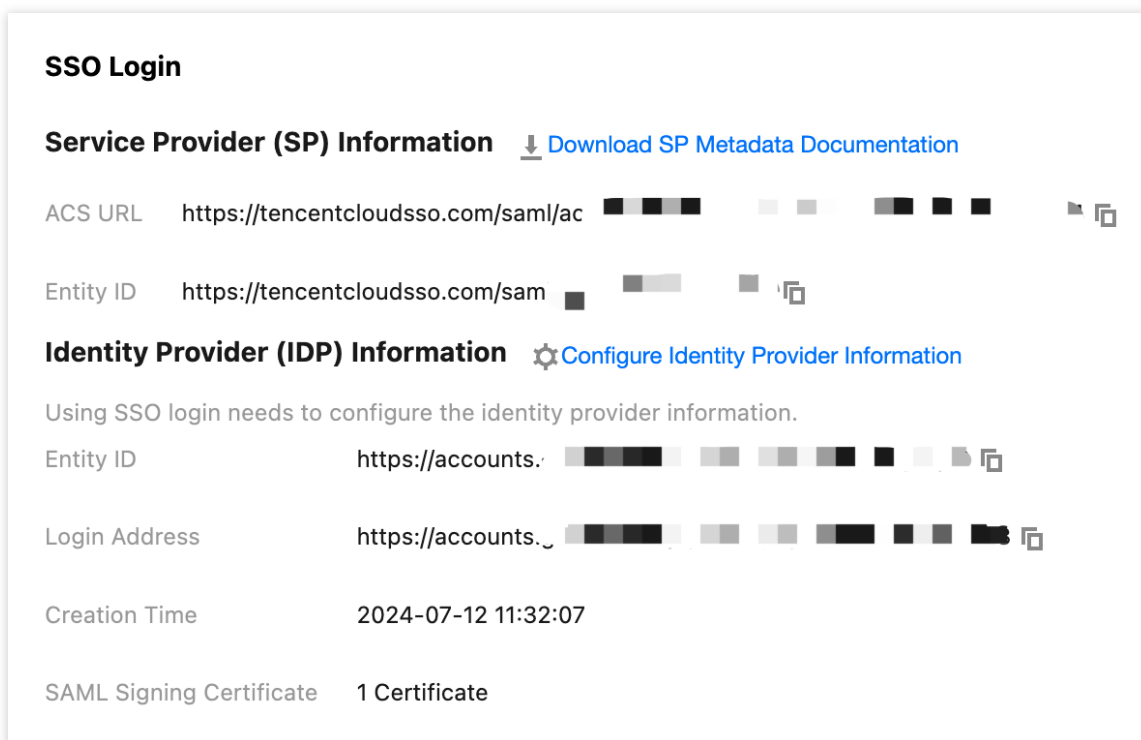 SSO Login
Service Provider (SP) Information Download SP Metadata Documentation
ACS URL https://tencentcloudsso.com/saml/ac
Entity ID https://tencentcloudsso.com/sam
Identity Provider (IDP) Information Configure Identity Provider Information
Using SSO login needs to configure the identity provider information.
Entity ID https://accounts.
Login Address https://accounts.
Creation Time 2024-07-12 11:32:07
SAML Signing Certificate 1 Certificate